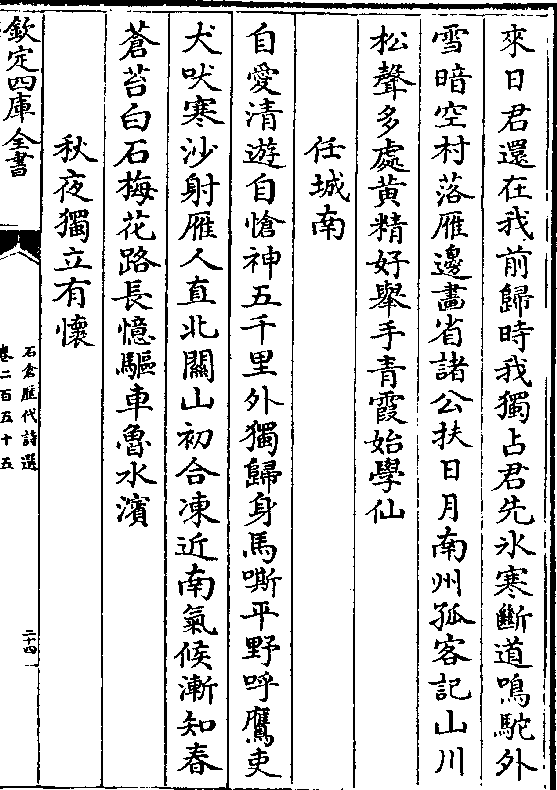 來日君還在我前歸時我獨占君先氷寒斷道鳴駝外
雪暗空村落雁邊畫省諸公扶日月南州孤客記山川
松聲多處黄精好舉手青霞始學仙
任城南
自愛清遊自愴神五千里外獨歸身馬嘶平野呼鷹吏
犬吠寒沙射雁人直北關山初合凍近南氣候漸知春
蒼苔白石梅花路長憶驅車魯水濱
秋夜獨立有懷
欽定四庫全書
石倉歷代詩選
卷二百五十五
二十四